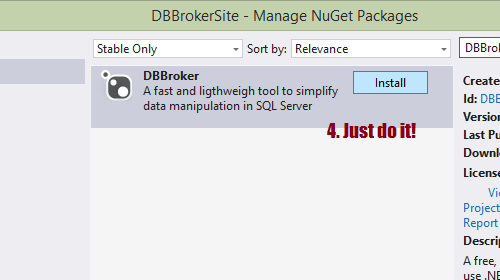 DBBrokerSite - Manage NuGet Packages
Stable Only
Sort by: Relevance
DBBro
DBBroker
A fast and ligthweigh tool to simplify
data manipulation in SQL Server
Install
4. Just do it!
Create
Id: DBB
Version
Last Pu
Downl
License
Vi
Project
Report
Descri
A free,
use .NE